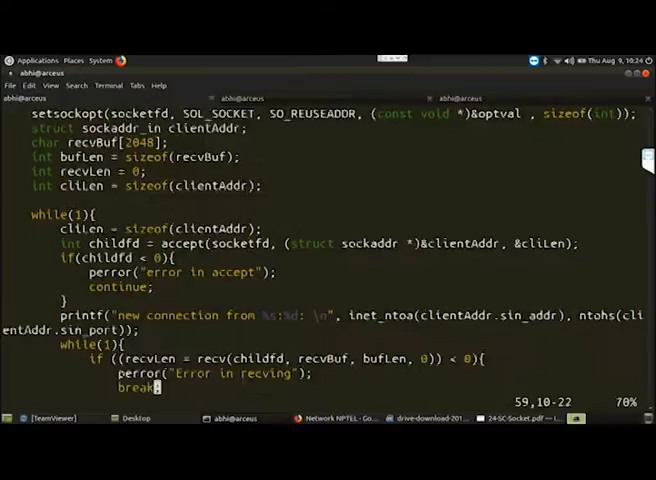 Applications Places System
Thu Aug 9, 10:24
abhi@arceus
File Edit View Search Terminal Tabs Help
abhi@arceus × abhi@arceus × abhi@arceus
setsockopt(socketfd, SOL_SOCKET, SO_REUSEADDR, (const void *)&optval , sizeof(int));
struct sockaddr_in clientAddr;
char recvBuf[2048];
int bufLen = sizeof(recvBuf);
int recvLen = 0;
int cliLen = sizeof(clientAddr);
while(1){
cliLen = sizeof(clientAddr);
int childfd = accept(socketfd, (struct sockaddr *)&clientAddr, &cliLen);
if(childfd < 0){
perror("error in accept");
continue;
}
printf("new connection from %s:%d: \n", inet_ntoa(clientAddr.sin_addr), ntohs(cli
entAddr.sin_port));
while(1){
if ((recvLen = recv(childfd, recvBuf, bufLen, 0)) < 0){
perror("Error in recving");
break;
59,10-22 70%
[TeamViewer] Desktop abhi@arceus Network NPTEL - Go... drive-download-201... 24-SC-Socket.pdf —...